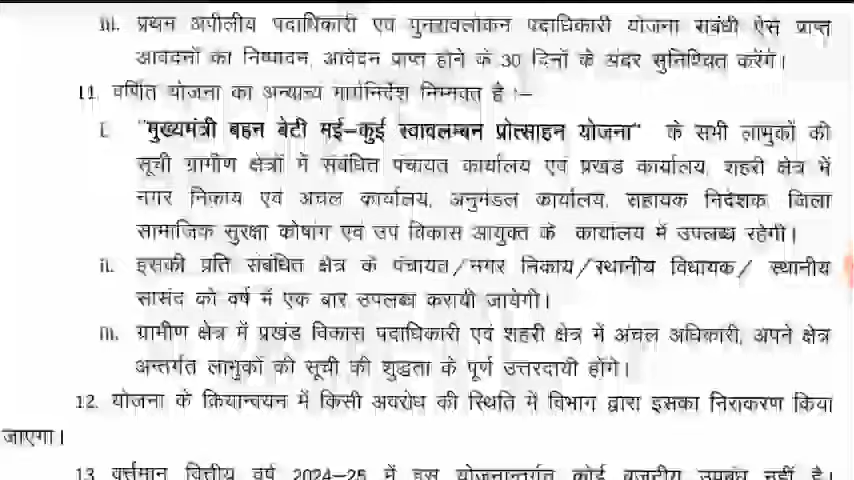 iii. प्रथम अपीलीय पदाधिकारी एवं पुनरावलोकन पदाधिकारी योजना संबंधी ऐसे प्राप्त
आवेदनों का निष्पादन, आवेदन प्राप्त होने के 30 दिनों के अंदर सुनिश्चित करेंगे।
11. वर्णित योजना का अन्यान्य मार्गनिर्देश निम्नवत है :–
i. "मुख्यमंत्री बहन बेटी मई–कुई स्वावलम्बन प्रोत्साहन योजना" के सभी लाभुकों की
सूची ग्रामीण क्षेत्रों में संबंधित पंचायत कार्यालय एवं प्रखंड कार्यालय, शहरी क्षेत्र में
नगर निकाय एवं अंचल कार्यालय, अनुमंडल कार्यालय, सहायक निदेशक, जिला
सामाजिक सुरक्षा कोषांग एवं उप विकास आयुक्त के कार्यालय में उपलब्ध रहेगी।
ii. इसकी प्रति संबंधित क्षेत्र के पंचायत/नगर निकाय/स्थानीय विधायक/ स्थानीय
सांसद को वर्ष में एक बार उपलब्ध करायी जायेगी।
iii. ग्रामीण क्षेत्र में प्रखंड विकास पदाधिकारी एवं शहरी क्षेत्र में अंचल अधिकारी, अपने क्षेत्र
अन्तर्गत लाभुकों की सूची की शुद्धता के पूर्ण उत्तरदायी होंगे।
12. योजना के क्रियान्वयन में किसी अवरोध की स्थिति में विभाग द्वारा इसका निराकरण किया
जाएगा।
13. वर्तमान वित्तीय वर्ष 2024–25 में इस योजनान्तर्गत कोई बजटीय उपबंध नहीं है।